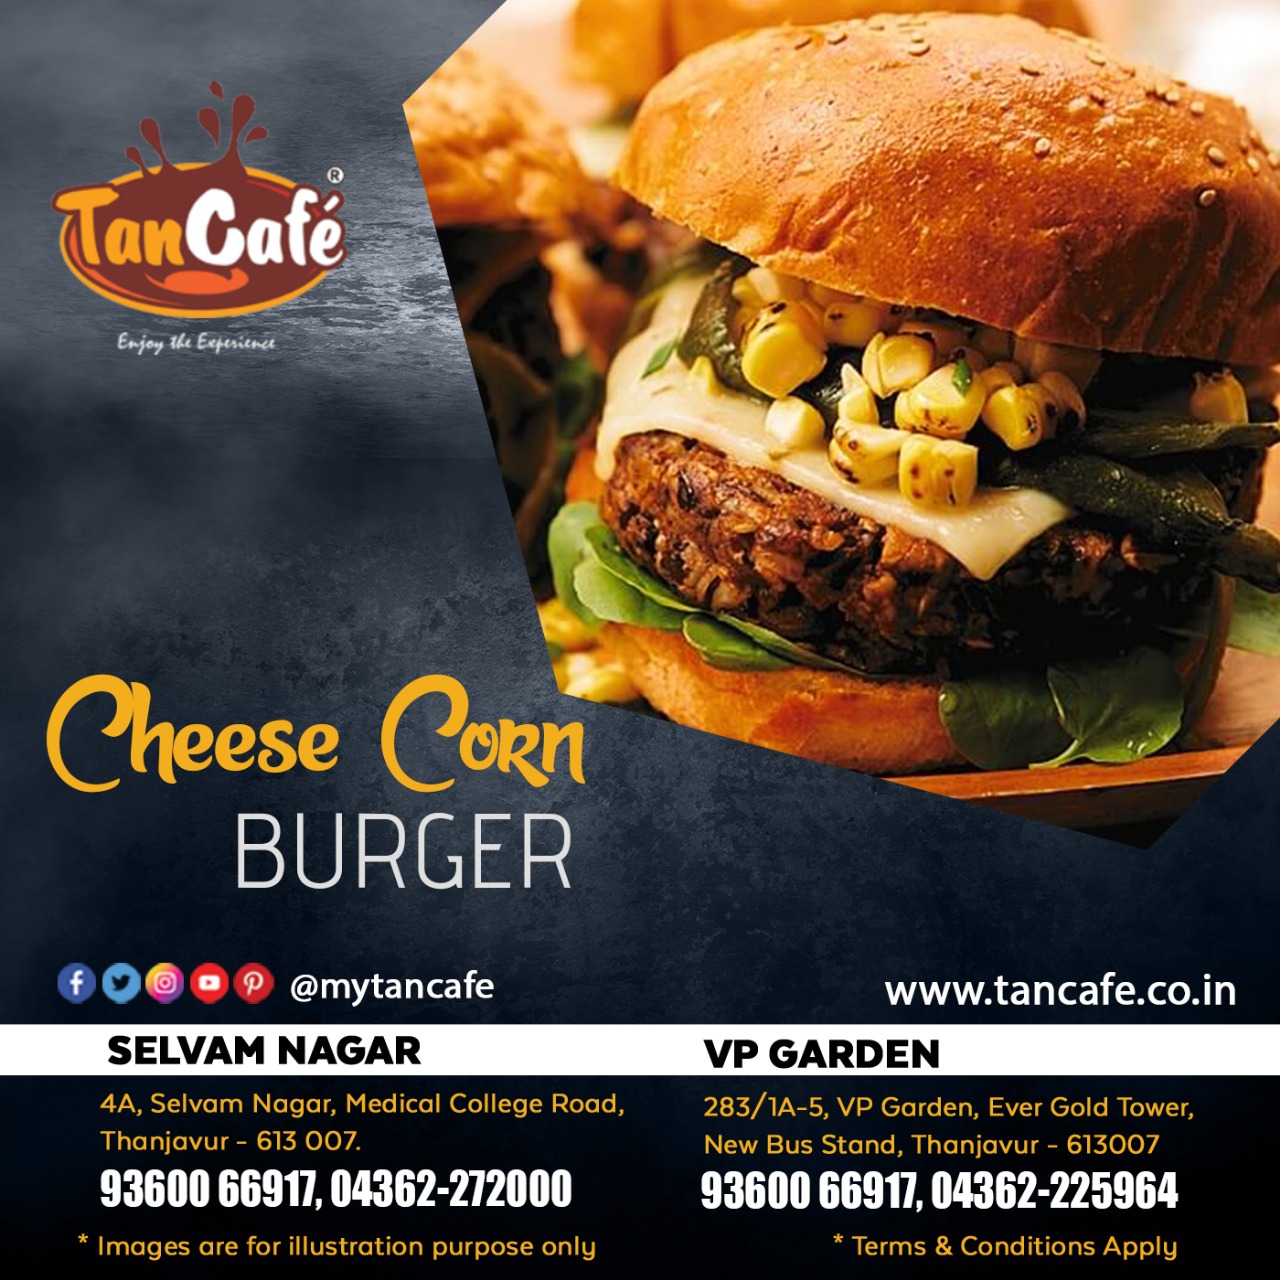 TanCafé
®
Enjoy the Experience
Cheese Corn
BURGER
@mytancafe
www.tancafe.co.in
SELVAM NAGAR
4A, Selvam Nagar, Medical College Road,
Thanjavur - 613 007.
93600 66917, 04362-272000
* Images are for illustration purpose only
VP GARDEN
283/1A-5, VP Garden, Ever Gold Tower,
New Bus Stand, Thanjavur - 613007
93600 66917, 04362-225964
* Terms & Conditions Apply